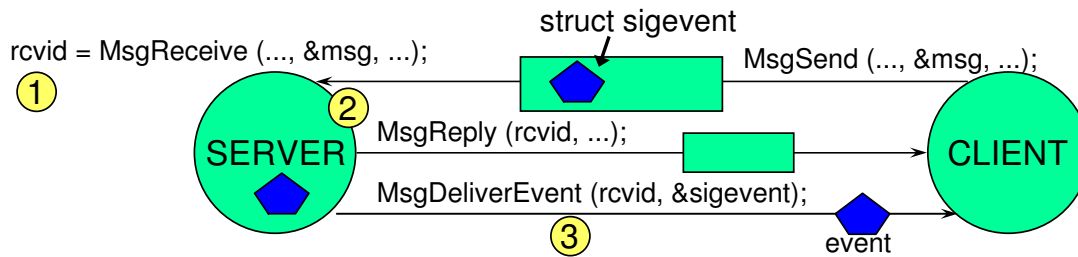 struct sigevent
rcvid = MsgReceive (..., &msg, ...);
MsgSend (..., &msg, ...);
1
2
MsgReply (rcvid, ...);
SERVER
CLIENT
MsgDeliverEvent (rcvid, &sigevent);
3
event